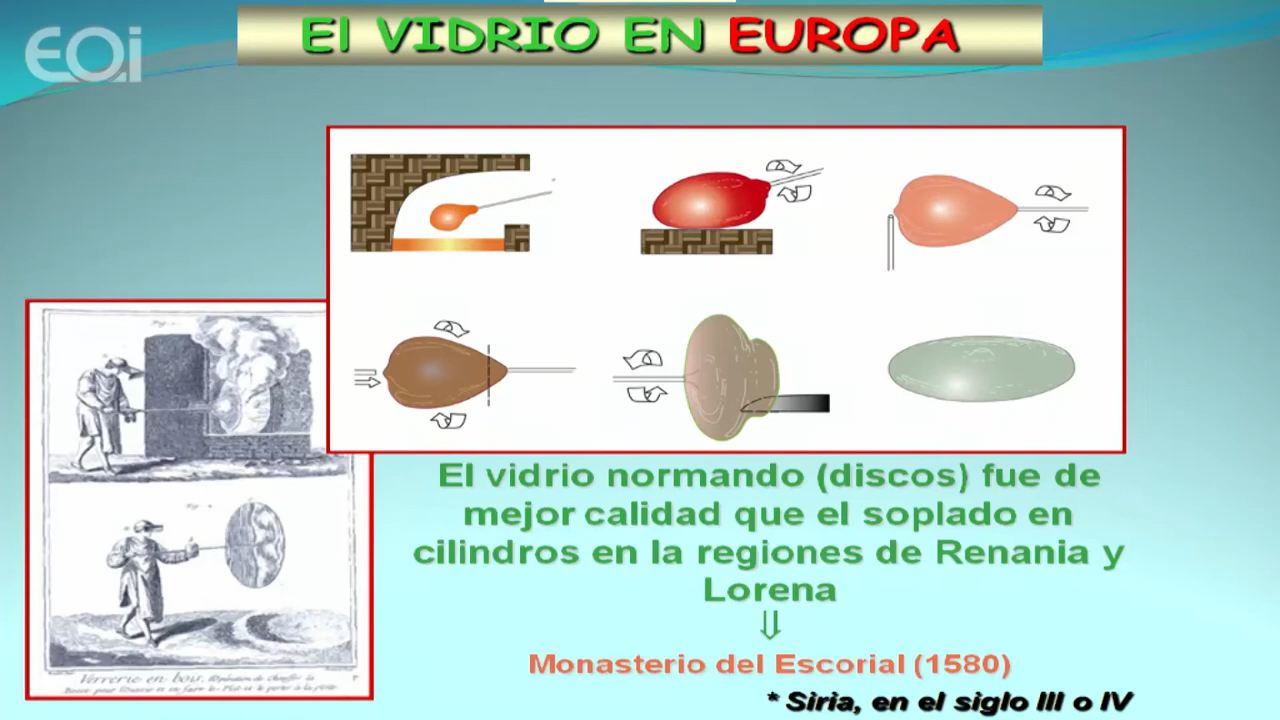 EOi
El VIDRIO EN EUROPA
El vidrio normando (discos) fue de
mejor calidad que el soplado en
cilindros en la regiones de Renania y
Lorena
⇓
Monasterio del Escorial (1580)
* Siria, en el siglo III o IV
Verrerie en bois.